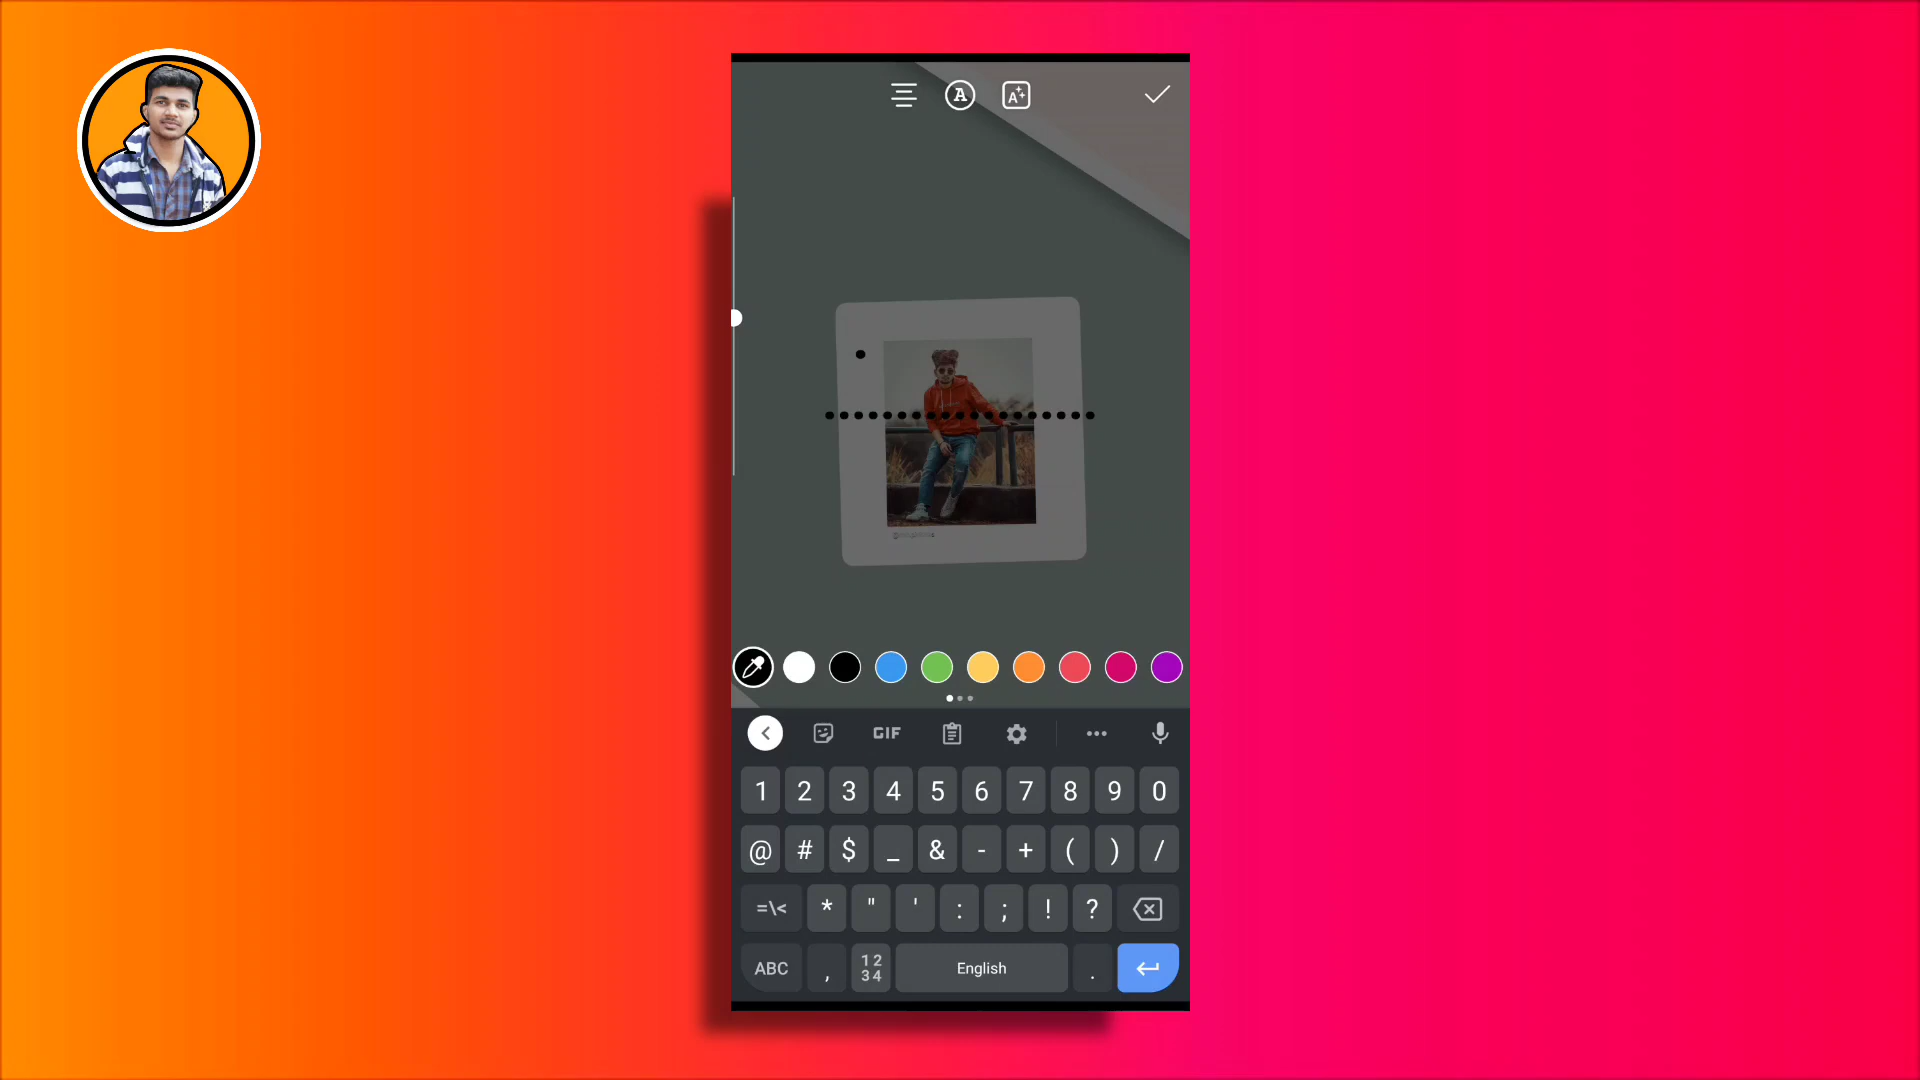 A A
GIF
1 2 3 4 5 6 7 8 9 0
@ # $ _ & - + ( ) /
=\< * " ' : ; ! ?
ABC , 12 34 English .